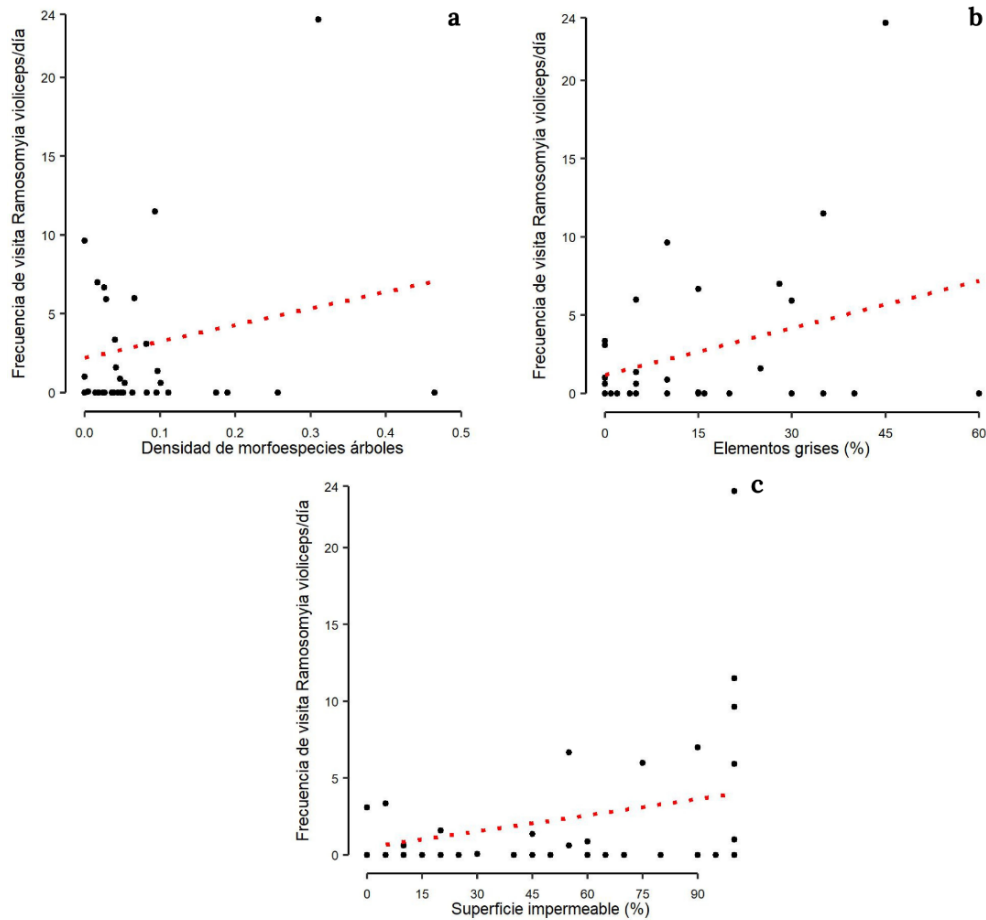 a
Frecuencia de visita Ramosomyia violiceps/día
24
20
15
10
5
0
0.0 0.1 0.2 0.3 0.4 0.5
Densidad de morfoespecies árboles
b
Frecuencia de visita Ramosomyia violiceps/día
24
20
15
10
5
0
0 15 30 45 60
Elementos grises (%)
c
Frecuencia de visita Ramosomyia violiceps/día
24
20
15
10
5
0
0 15 30 45 60 75 90
Superficie impermeable (%)